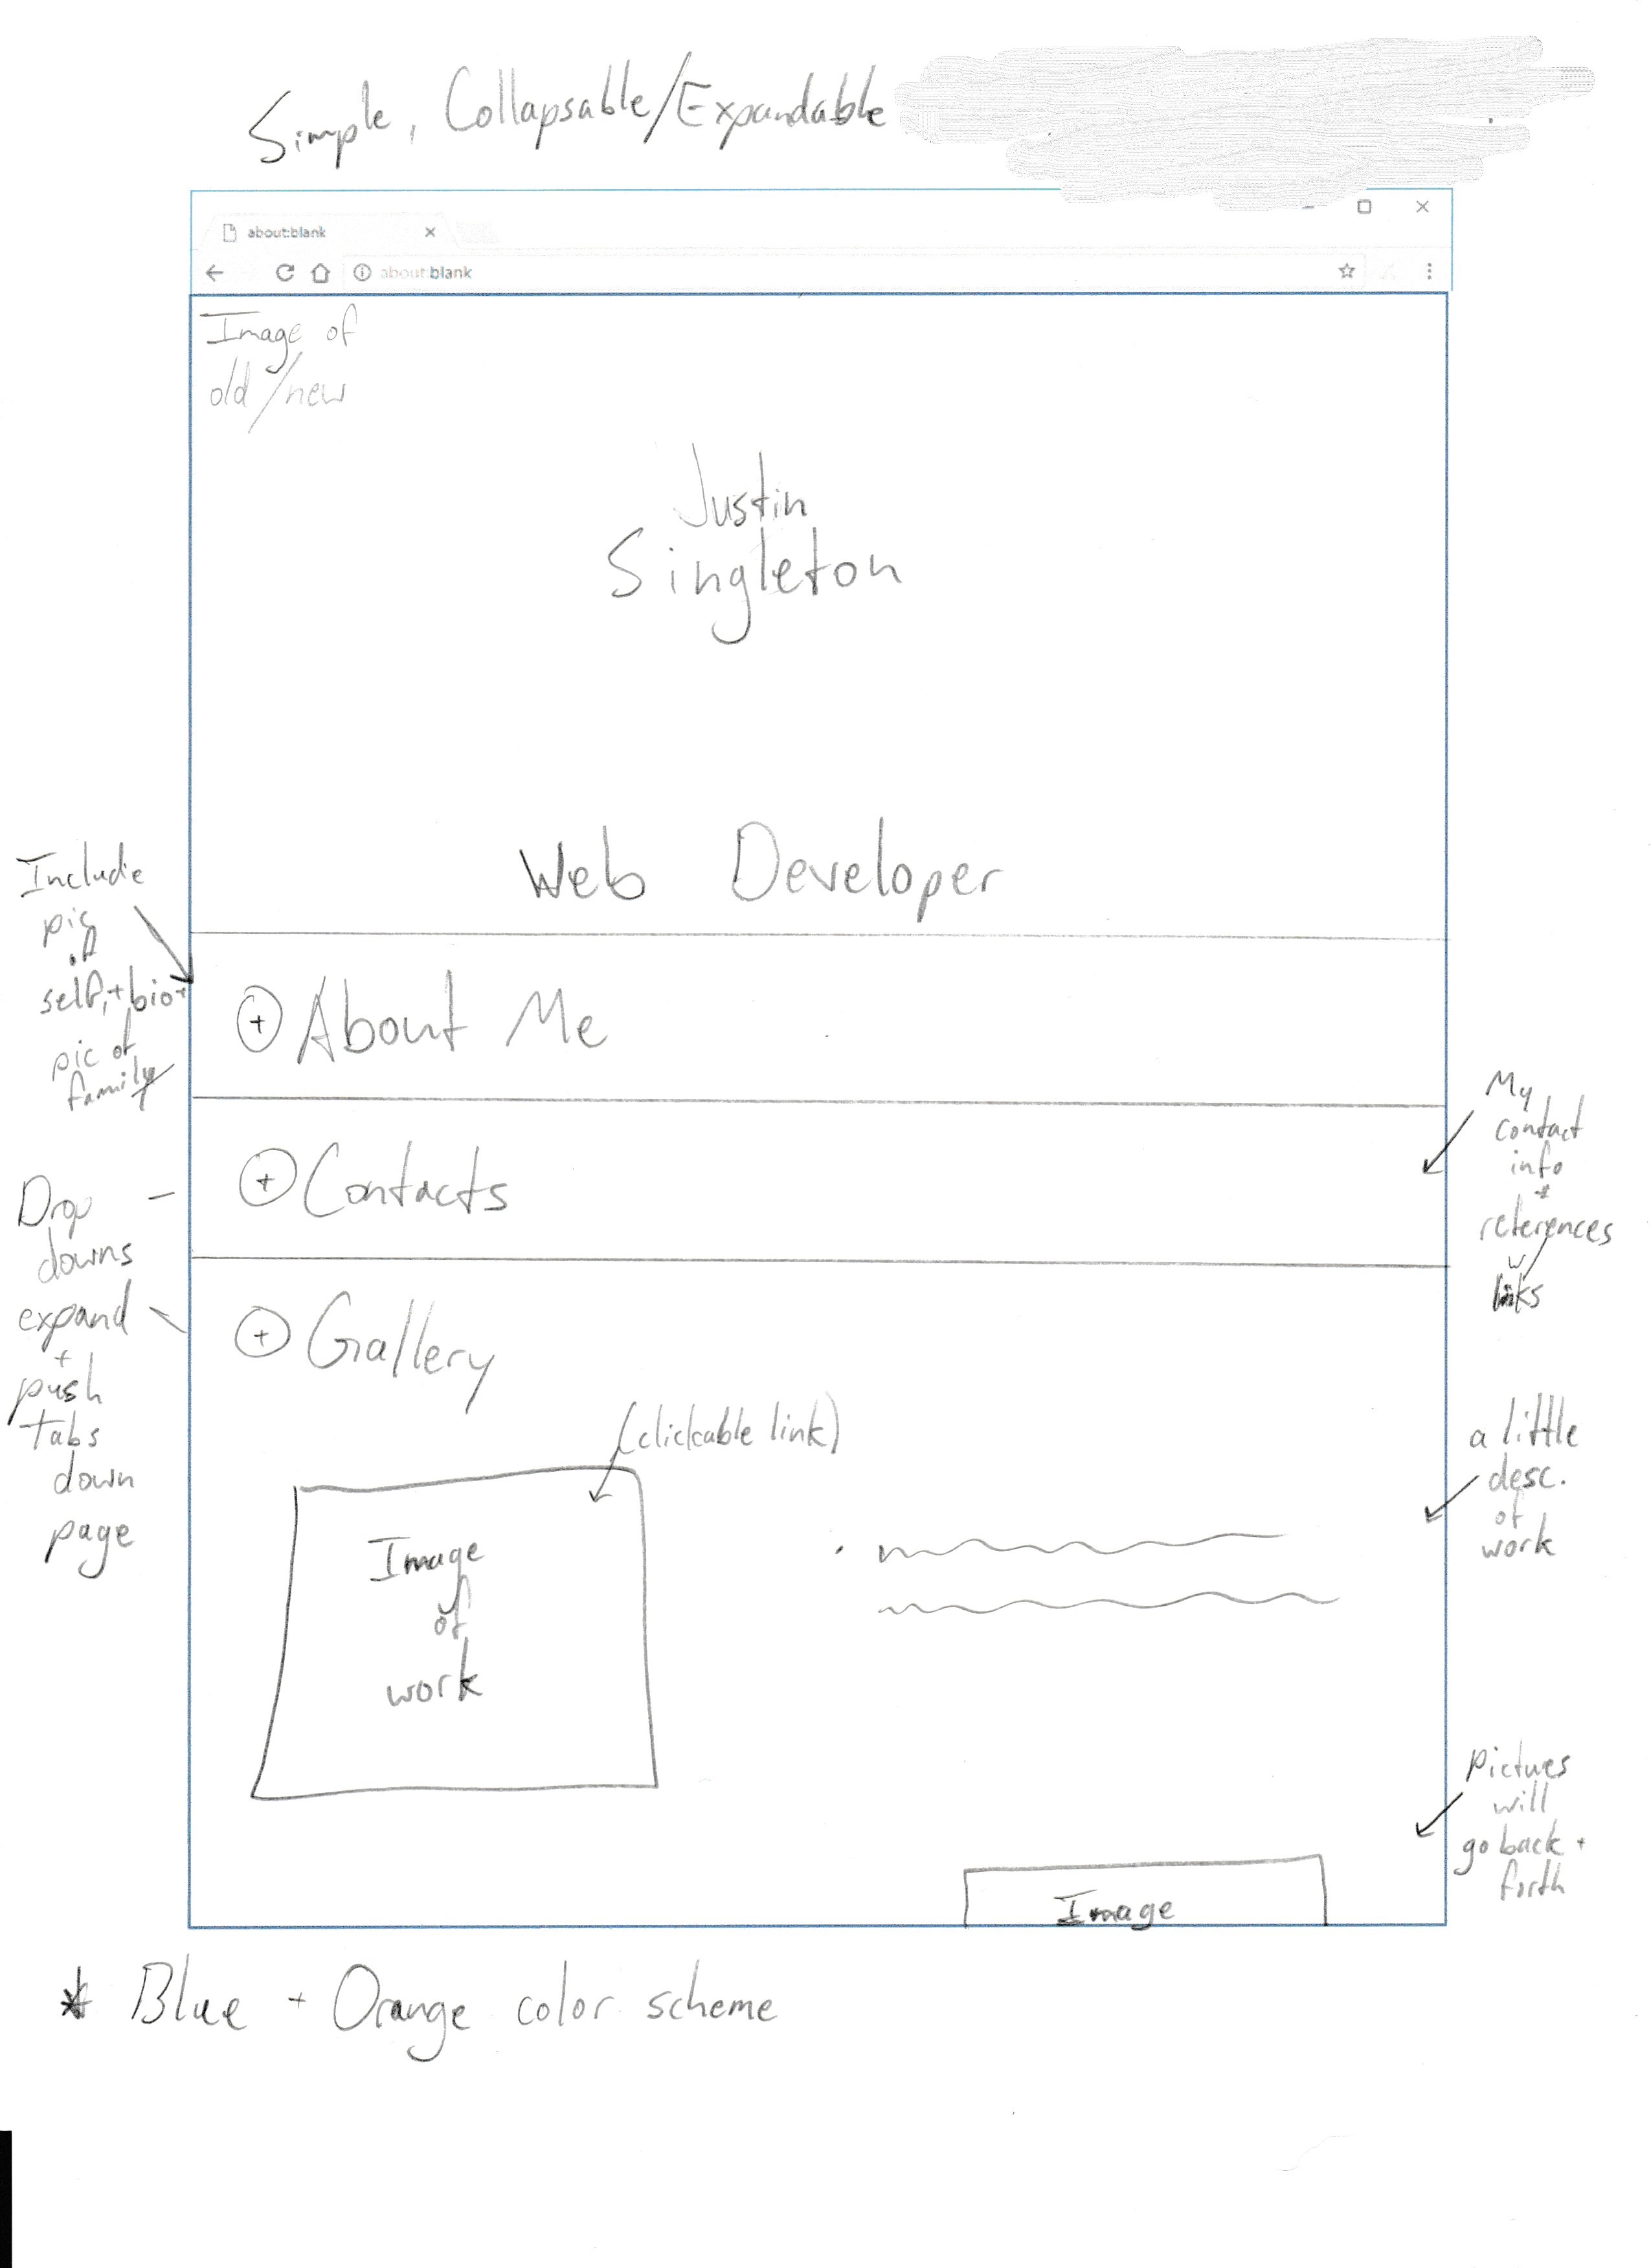 Simple, Collapsable/Expandable
about:blank
about:blank
Image of
old/new
Justin
Singleton
Web Developer
Include
pic
of
self, + bio +
pic of
family
+ About Me
My
contact
info
+
references
w/
links
+ Contacts
Drop
downs
expand
+
push
tabs
down
page
+ Gallery
(clickable link)
Image
of
work
a little
desc.
of
work
Pictures
will
go back +
forth
Image
* Blue + Orange color scheme